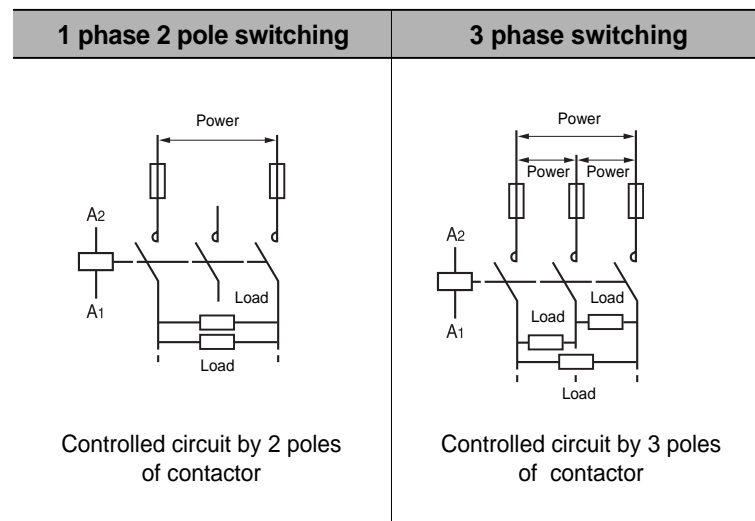 1 phase 2 pole switching
Power
A2
A1
Load
Load
Controlled circuit by 2 poles
of contactor
3 phase switching
Power
Power Power
A2
A1
Load
Load
Load
Controlled circuit by 3 poles
of contactor